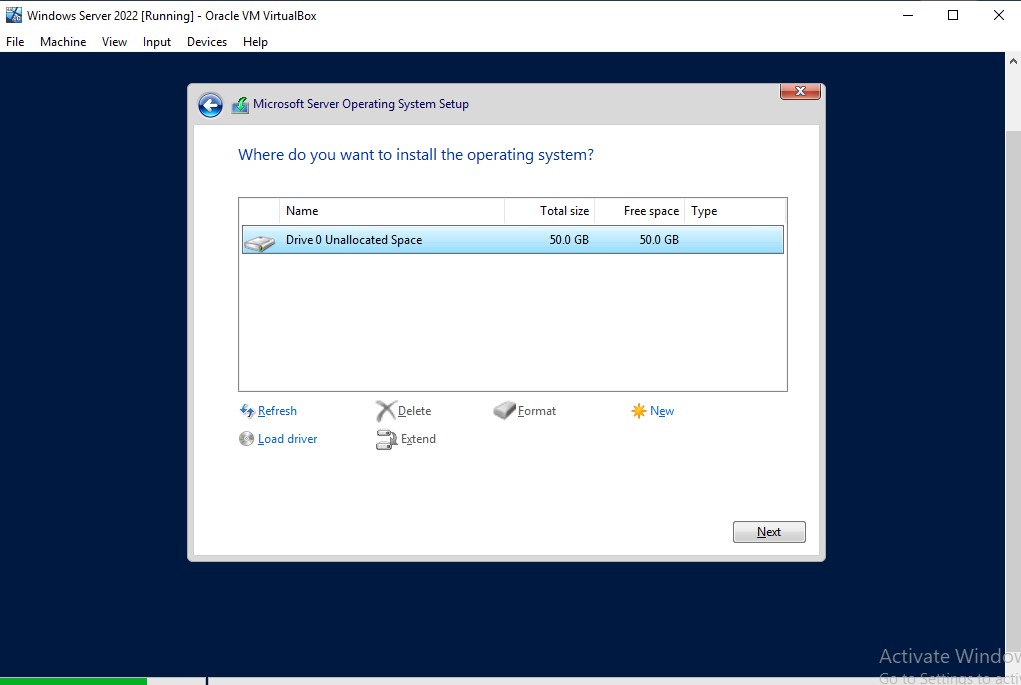 Windows Server 2022 [Running] - Oracle VM VirtualBox
File Machine View Input Devices Help
Microsoft Server Operating System Setup
Where do you want to install the operating system?
Name Total size Free space Type
Drive 0 Unallocated Space 50.0 GB 50.0 GB
Refresh Delete Format New
Load driver Extend
Next
Activate Window
Go to Settings to acti